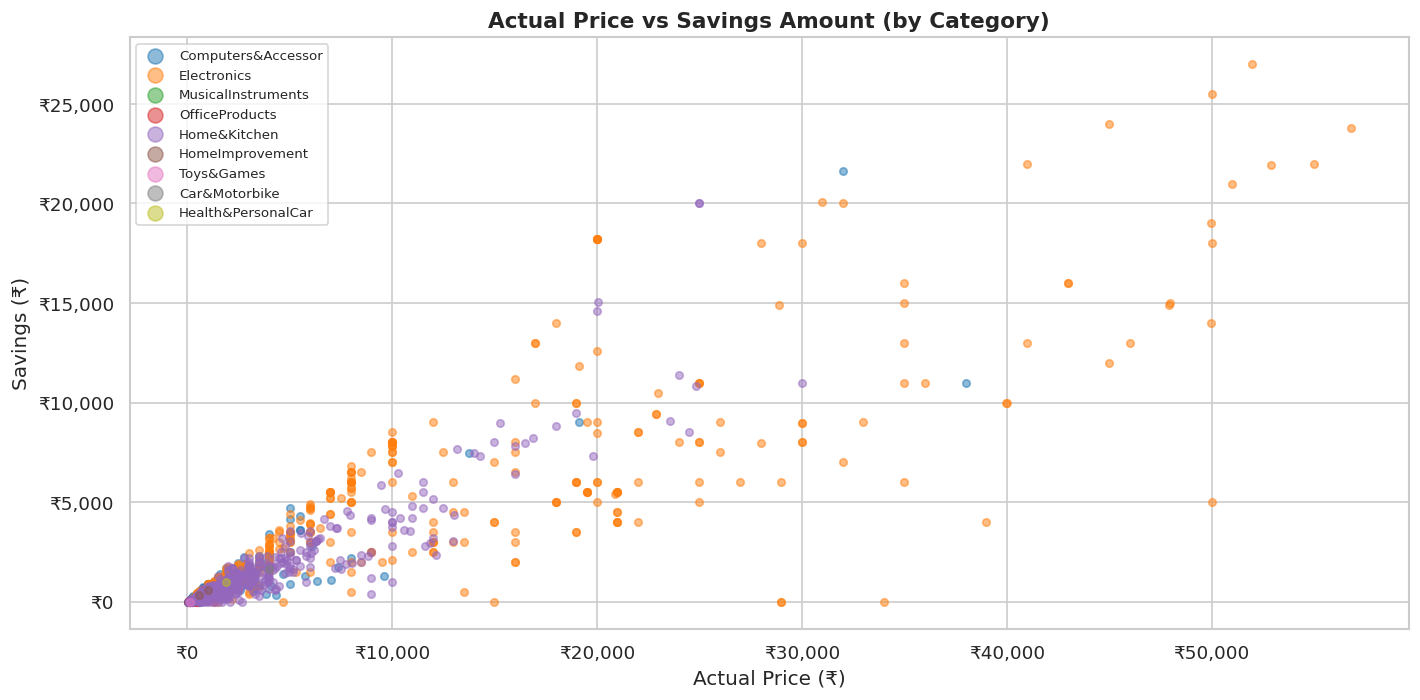 Actual Price vs Savings Amount (by Category)
Computers&Accessor
Electronics
MusicalInstruments
OfficeProducts
Home&Kitchen
HomeImprovement
Toys&Games
Car&Motorbike
Health&PersonalCar
₹25,000
₹20,000
₹15,000
₹10,000
₹5,000
₹0
Savings (₹)
₹0 ₹10,000 ₹20,000 ₹30,000 ₹40,000 ₹50,000
Actual Price (₹)